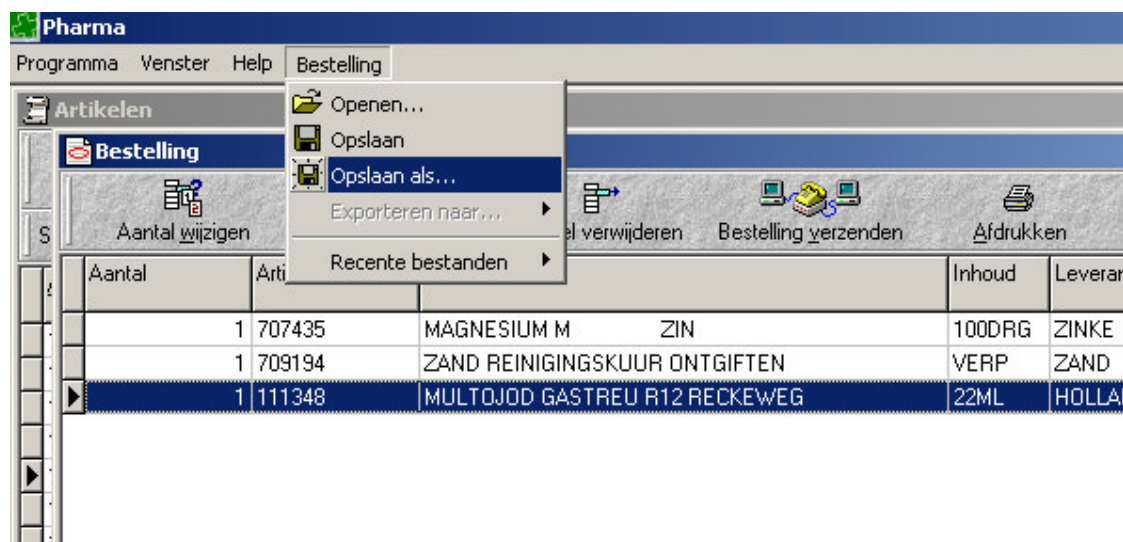 Pharma
Programma Venster Help Bestelling
Artikelen
Openen...
Bestelling
Opslaan
Opslaan als...
Exporteren naar...
S Aantal wijzigen el verwijderen Bestelling verzenden Afdrukken
Recente bestanden
Aantal Arti Inhoud Leveran
1 707435 MAGNESIUM M ZIN 100DRG ZINKE
1 709194 ZAND REINIGINGSKUUR ONTGIFTEN VERP ZAND
1 111348 MULTOJOD GASTREU R12 RECKEWEG 22ML HOLLA